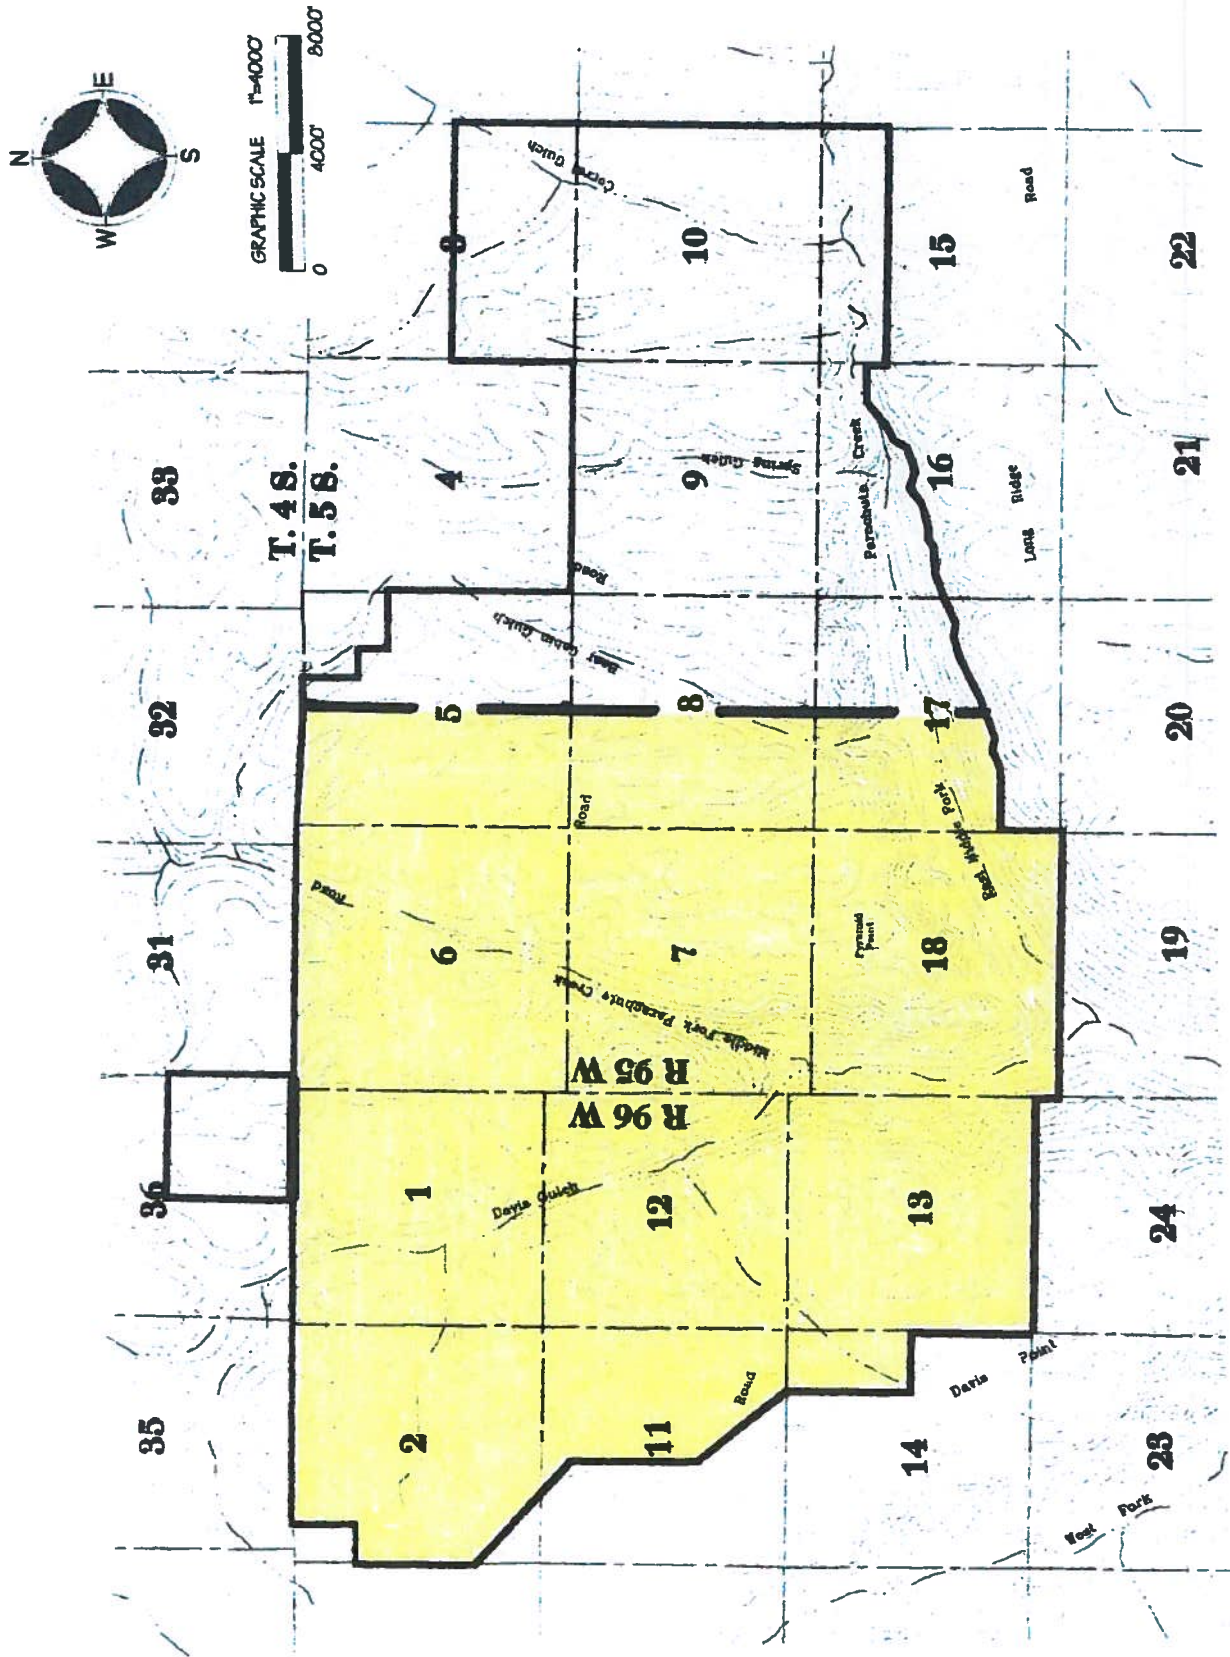 N
W
E
S
GRAPHIC SCALE 1"=4000'
0 4000' 8000'
35
36
31
32
33
T. 4 S.
T. 5 S.
2
1
6
5
4
3
Road
Davis Gulch
Bear Cabin Gulch
Corral Gulch
Road
Road
R 96 W
R 95 W
Middle Fork Parachute Creek
11
12
7
8
9
10
Spring Gulch
Road
14
13
18
17
16
15
Pyramid
Point
East Middle Fork
Parachute Creek
Davis Point
Long Ridge
Road
West Fork
23
24
19
20
21
22